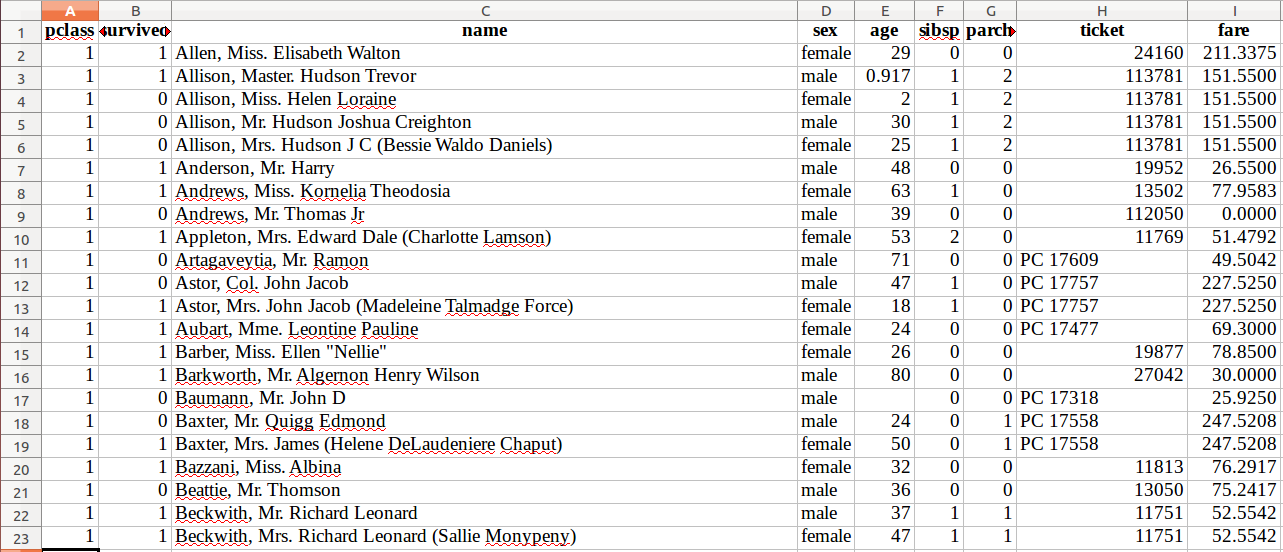 A B C D E F G H I
1 pclass survived name sex age sibsp parch ticket fare
2 1 1 Allen, Miss. Elisabeth Walton female 29 0 0 24160 211.3375
3 1 1 Allison, Master. Hudson Trevor male 0.917 1 2 113781 151.5500
4 1 0 Allison, Miss. Helen Loraine female 2 1 2 113781 151.5500
5 1 0 Allison, Mr. Hudson Joshua Creighton male 30 1 2 113781 151.5500
6 1 0 Allison, Mrs. Hudson J C (Bessie Waldo Daniels) female 25 1 2 113781 151.5500
7 1 1 Anderson, Mr. Harry male 48 0 0 19952 26.5500
8 1 1 Andrews, Miss. Kornelia Theodosia female 63 1 0 13502 77.9583
9 1 0 Andrews, Mr. Thomas Jr male 39 0 0 112050 0.0000
10 1 1 Appleton, Mrs. Edward Dale (Charlotte Lamson) female 53 2 0 11769 51.4792
11 1 0 Artagaveytia, Mr. Ramon male 71 0 0 PC 17609 49.5042
12 1 0 Astor, Col. John Jacob male 47 1 0 PC 17757 227.5250
13 1 1 Astor, Mrs. John Jacob (Madeleine Talmadge Force) female 18 1 0 PC 17757 227.5250
14 1 1 Aubart, Mme. Leontine Pauline female 24 0 0 PC 17477 69.3000
15 1 1 Barber, Miss. Ellen "Nellie" female 26 0 0 19877 78.8500
16 1 1 Barkworth, Mr. Algernon Henry Wilson male 80 0 0 27042 30.0000
17 1 0 Baumann, Mr. John D male 0 0 PC 17318 25.9250
18 1 0 Baxter, Mr. Quigg Edmond male 24 0 1 PC 17558 247.5208
19 1 1 Baxter, Mrs. James (Helene DeLaudeniere Chaput) female 50 0 1 PC 17558 247.5208
20 1 1 Bazzani, Miss. Albina female 32 0 0 11813 76.2917
21 1 0 Beattie, Mr. Thomson male 36 0 0 13050 75.2417
22 1 1 Beckwith, Mr. Richard Leonard male 37 1 1 11751 52.5542
23 1 1 Beckwith, Mrs. Richard Leonard (Sallie Monypeny) female 47 1 1 11751 52.5542